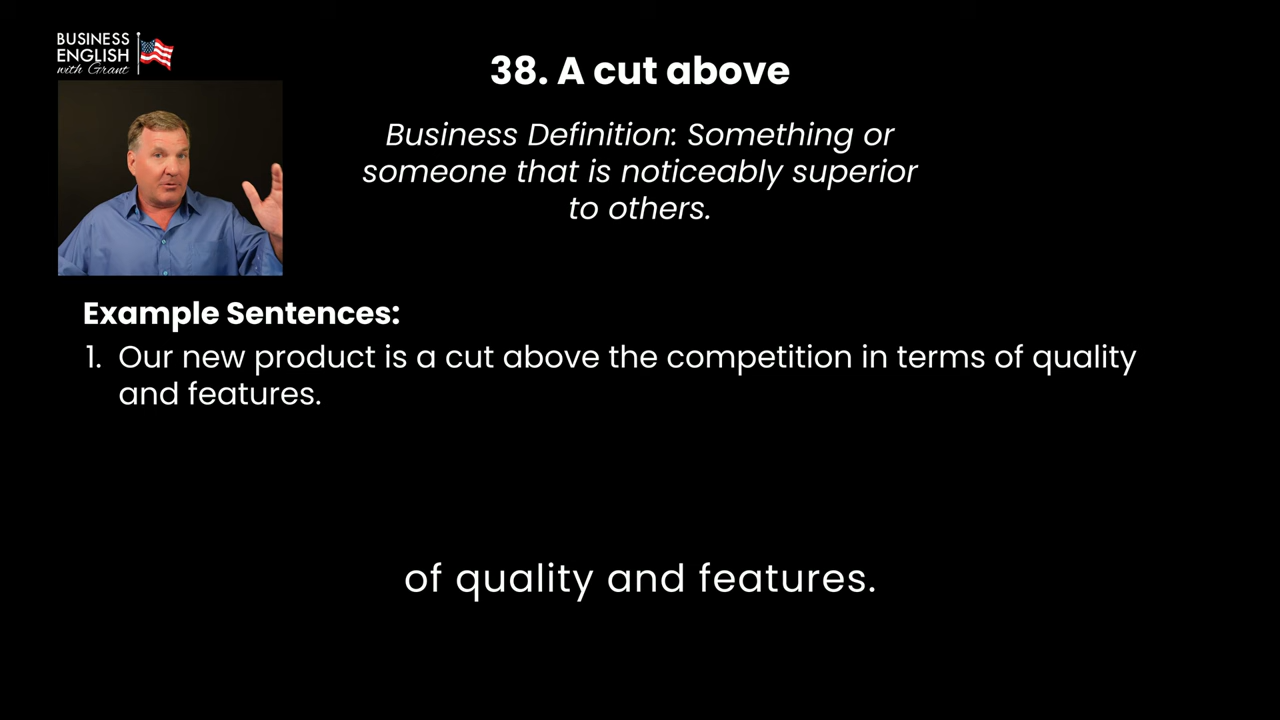 BUSINESS
ENGLISH
with Grant
38. A cut above
Business Definition: Something or
someone that is noticeably superior
to others.
Example Sentences:
1. Our new product is a cut above the competition in terms of quality
and features.
of quality and features.